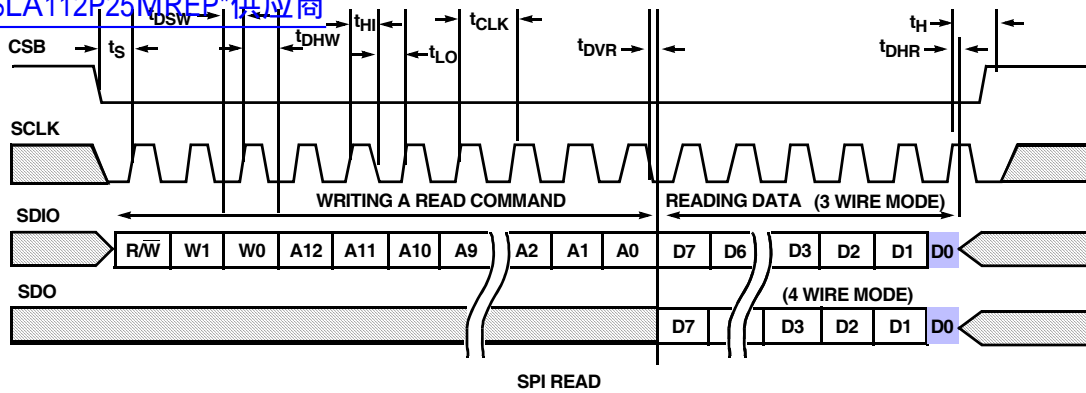 SLA112P25MREP"供应商
tDSW
tHI
tCLK
tH
CSB
tS
tDHW
tLO
tDVR
tDHR
SCLK
WRITING A READ COMMAND
READING DATA (3 WIRE MODE)
SDIO
R/W̅ W1 W0 A12 A11 A10 A9 A2 A1 A0 D7 D6 D3 D2 D1 D0
SDO
(4 WIRE MODE)
D7 D3 D2 D1 D0
SPI READ